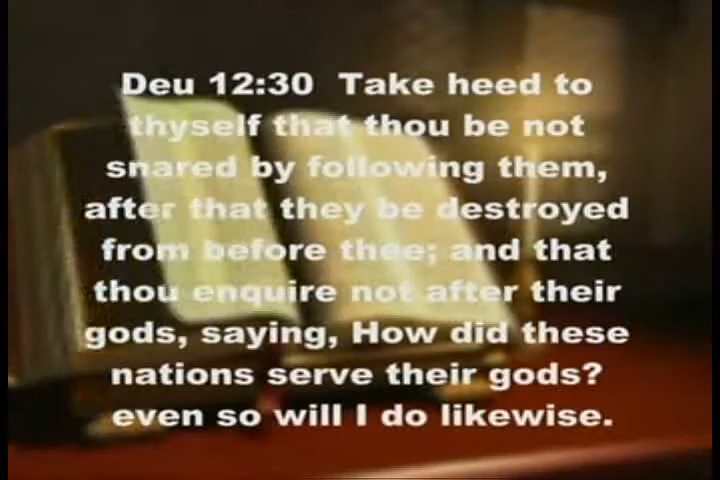 Deu 12:30  Take heed to
thyself that thou be not
snared by following them,
after that they be destroyed
from before thee; and that
thou enquire not after their
gods, saying, How did these
nations serve their gods?
even so will I do likewise.